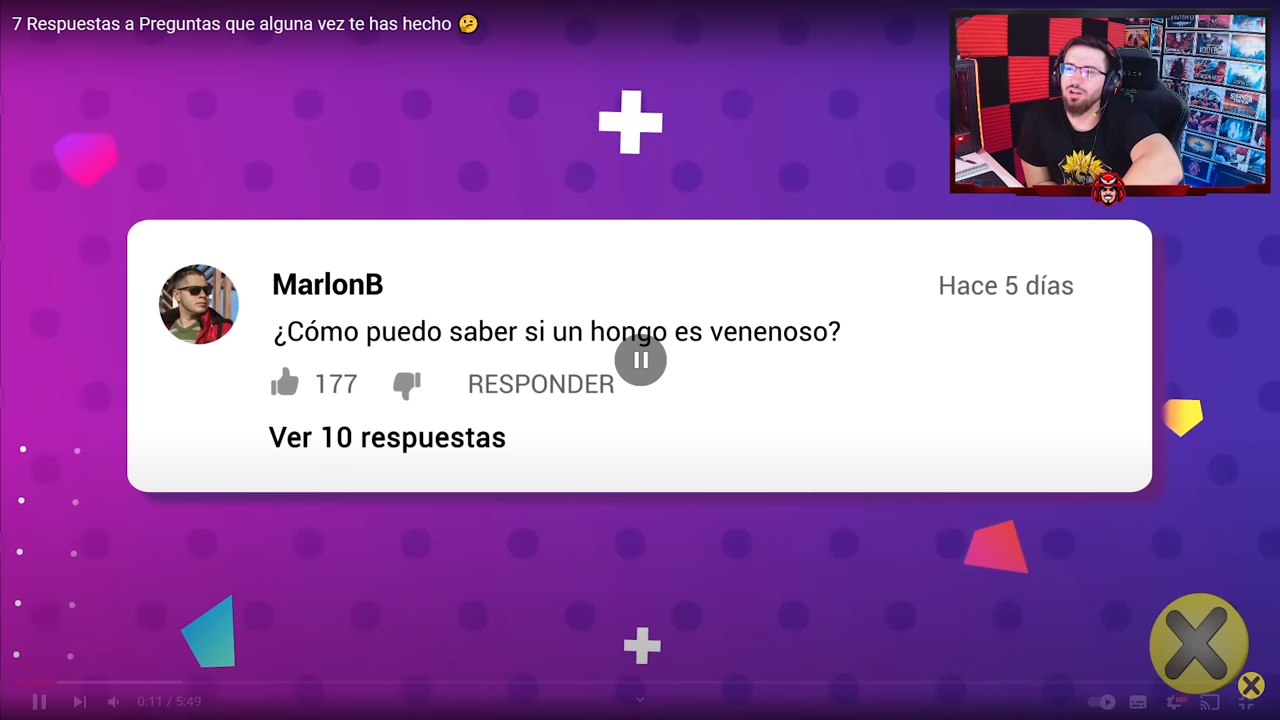 7 Respuestas a Preguntas que alguna vez te has hecho 🤔
MarlonB
Hace 5 días
¿Cómo puedo saber si un hongo es venenoso?
177
RESPONDER
Ver 10 respuestas
0:11 / 5:49
HD